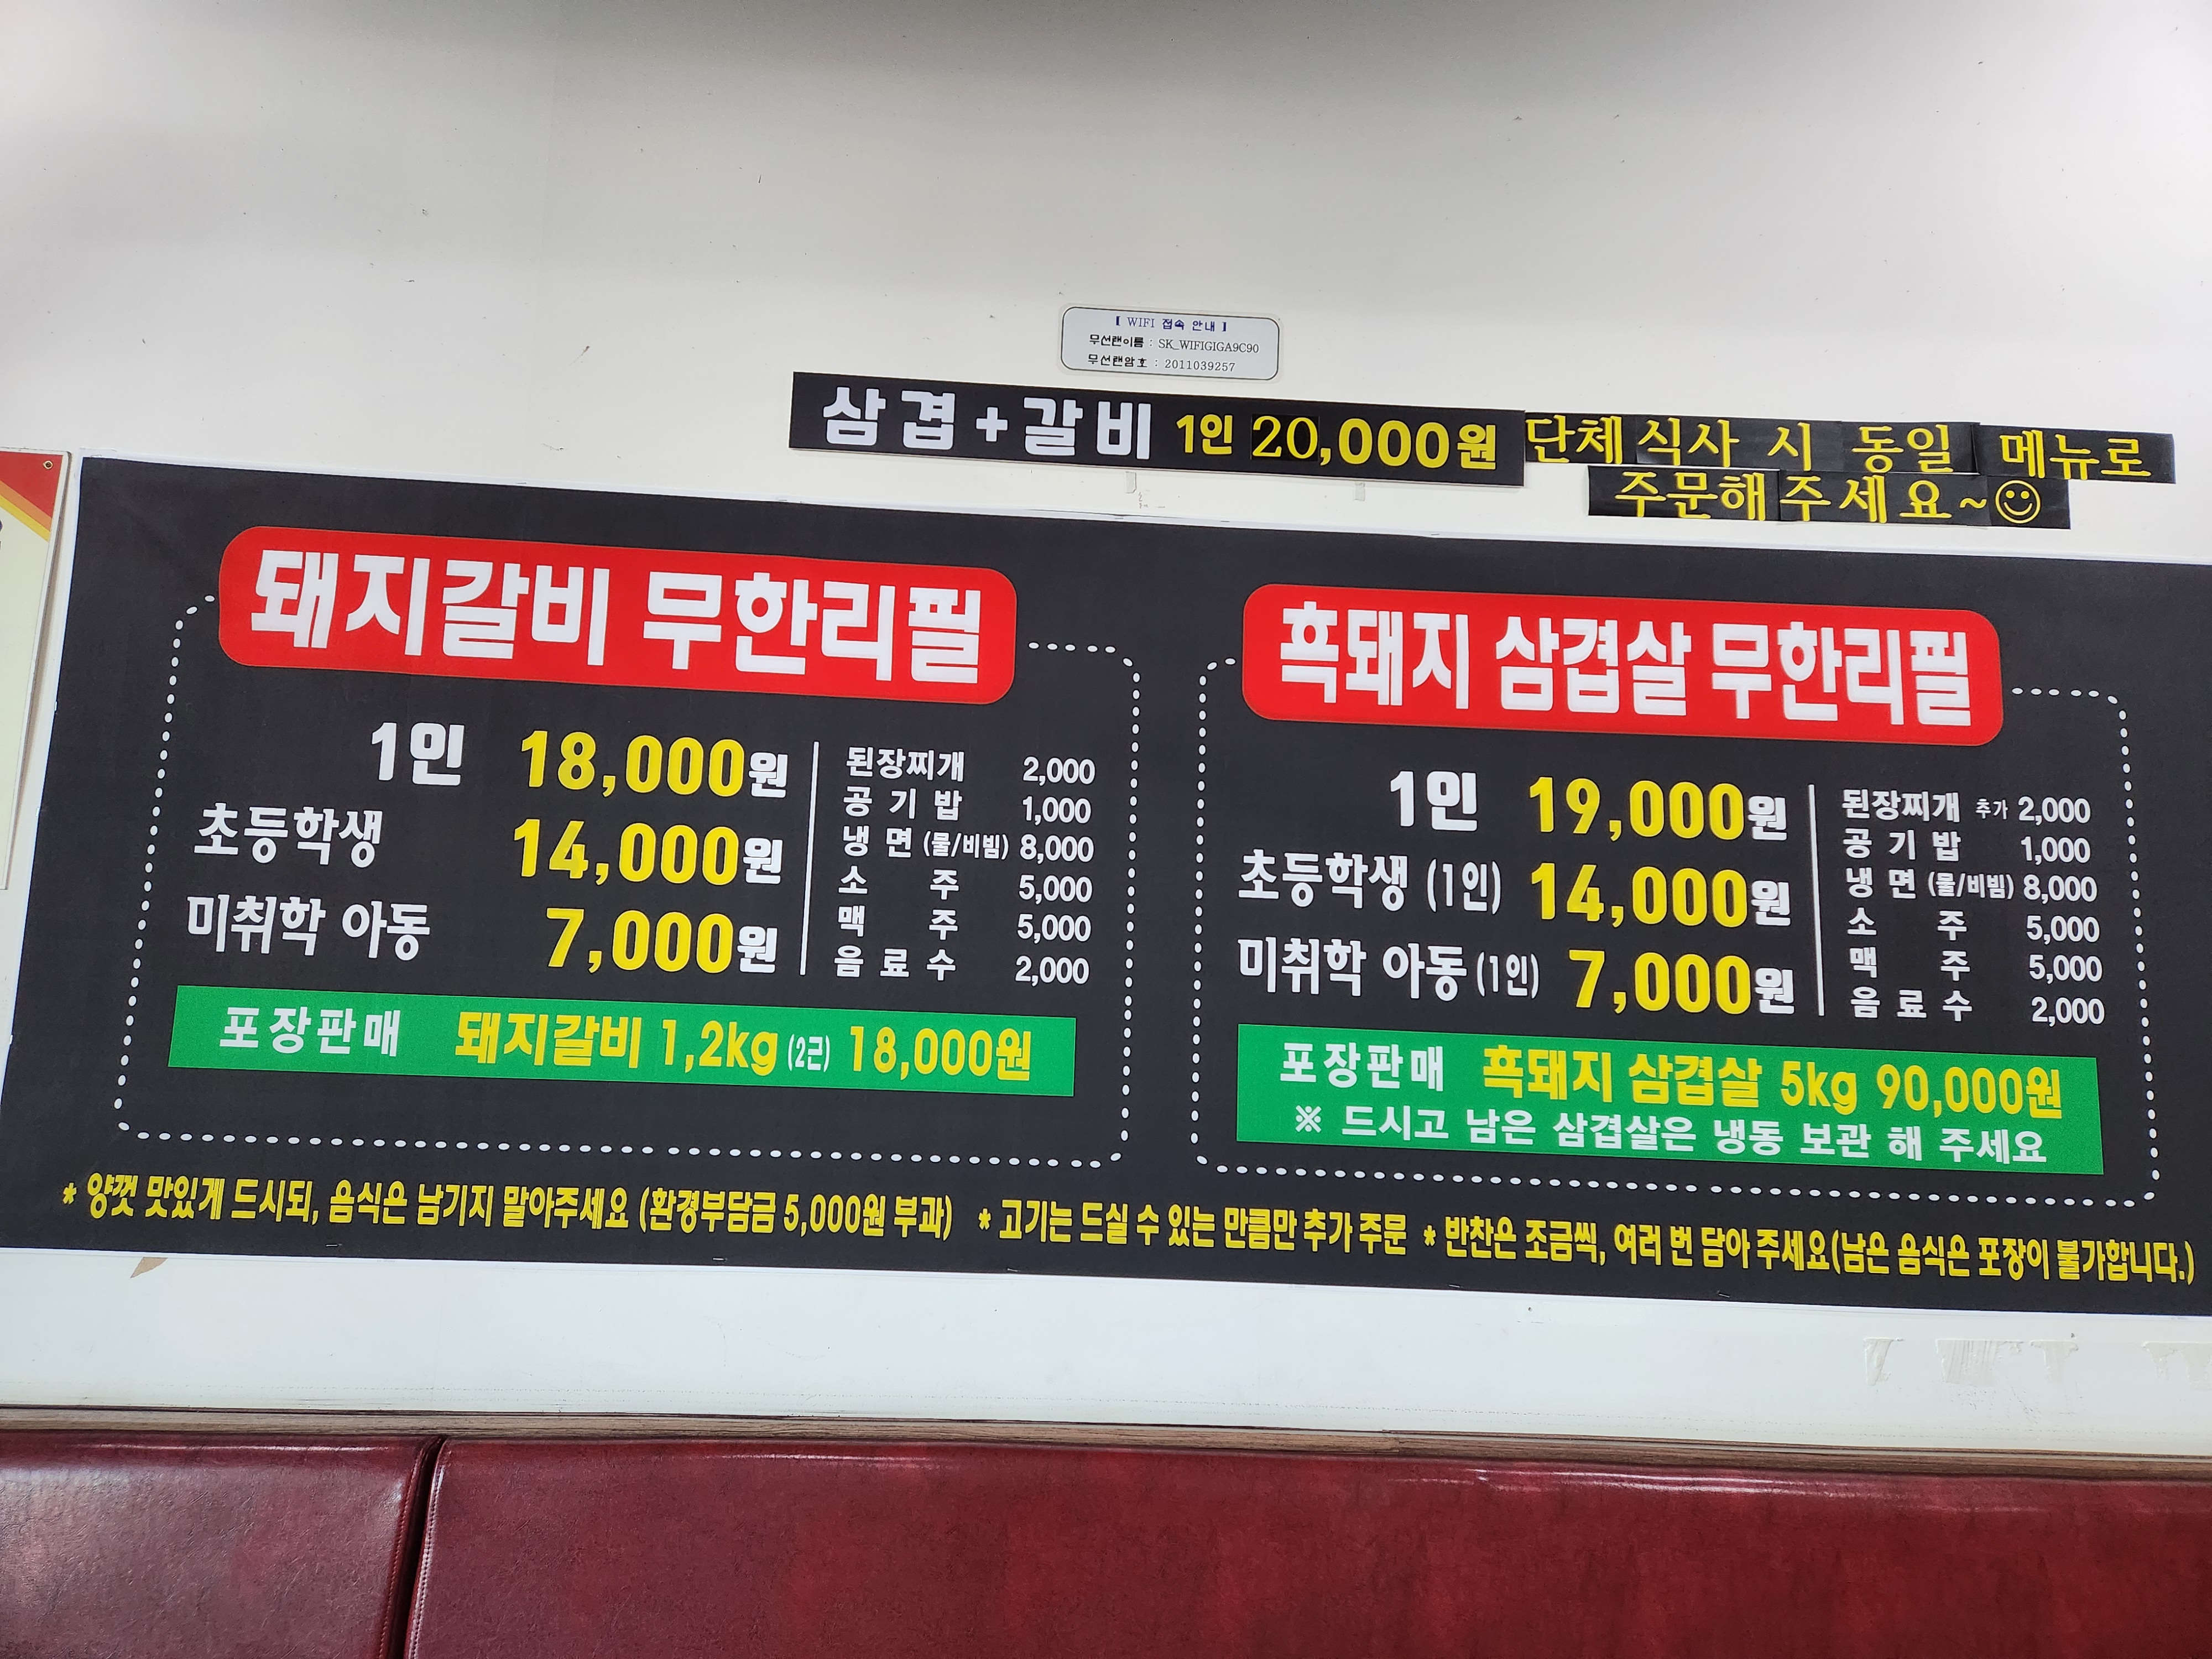 【 WIFI 접속 안내 】
무선랜이름 : SK_WIFIGIGA9C90
무선랜암호 : 2011039257
삼겹+갈비 1인 20,000원
단체 식사 시 동일 메뉴로
주문해 주세요~☺
돼지갈비 무한리필
1인 18,000원
초등학생 14,000원
미취학 아동 7,000원
된장찌개 2,000
공기밥 1,000
냉면 (물/비빔) 8,000
소주 5,000
맥주 5,000
음료수 2,000
포장판매 돼지갈비 1,2kg (2근) 18,000원
흑돼지 삼겹살 무한리필
1인 19,000원
초등학생 (1인) 14,000원
미취학 아동 (1인) 7,000원
된장찌개 추가 2,000
공기밥 1,000
냉면 (물/비빔) 8,000
소주 5,000
맥주 5,000
음료수 2,000
포장판매 흑돼지 삼겹살 5kg 90,000원
※ 드시고 남은 삼겹살은 냉동 보관 해 주세요
* 양껏 맛있게 드시되, 음식은 남기지 말아주세요 (환경부담금 5,000원 부과) * 고기는 드실 수 있는 만큼만 추가 주문 * 반찬은 조금씩, 여러 번 담아 주세요(남은 음식은 포장이 불가합니다.)